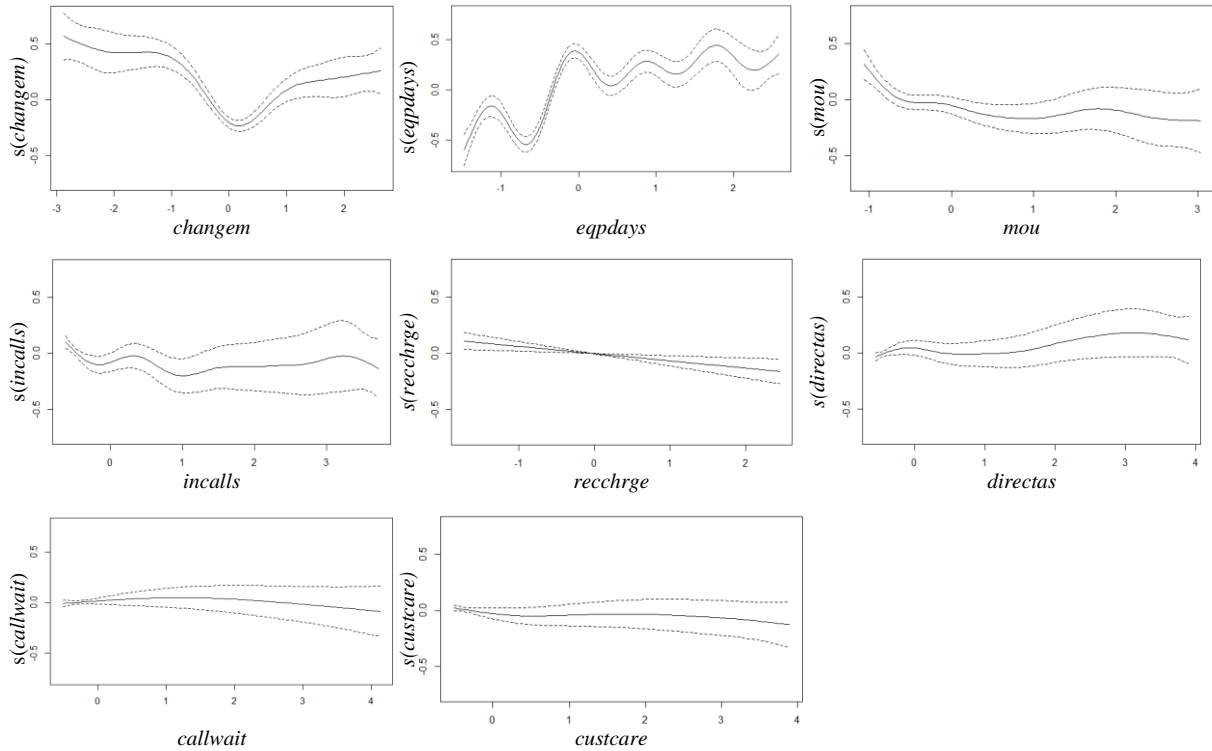 s(changem)
0.5
0.0
-0.5
-3 -2 -1 0 1 2
changem
s(eqpdays)
0.5
0.0
-0.5
-1 0 1 2
eqpdays
s(mou)
0.5
0.0
-0.5
-1 0 1 2 3
mou
s(incalls)
0.5
0.0
-0.5
0 1 2 3
incalls
s(recchrge)
0.5
0.0
-0.5
-1 0 1 2
recchrge
s(directas)
0.5
0.0
-0.5
0 1 2 3 4
directas
s(callwait)
0.5
0.0
-0.5
0 1 2 3 4
callwait
s(custcare)
0.5
0.0
-0.5
0 1 2 3 4
custcare